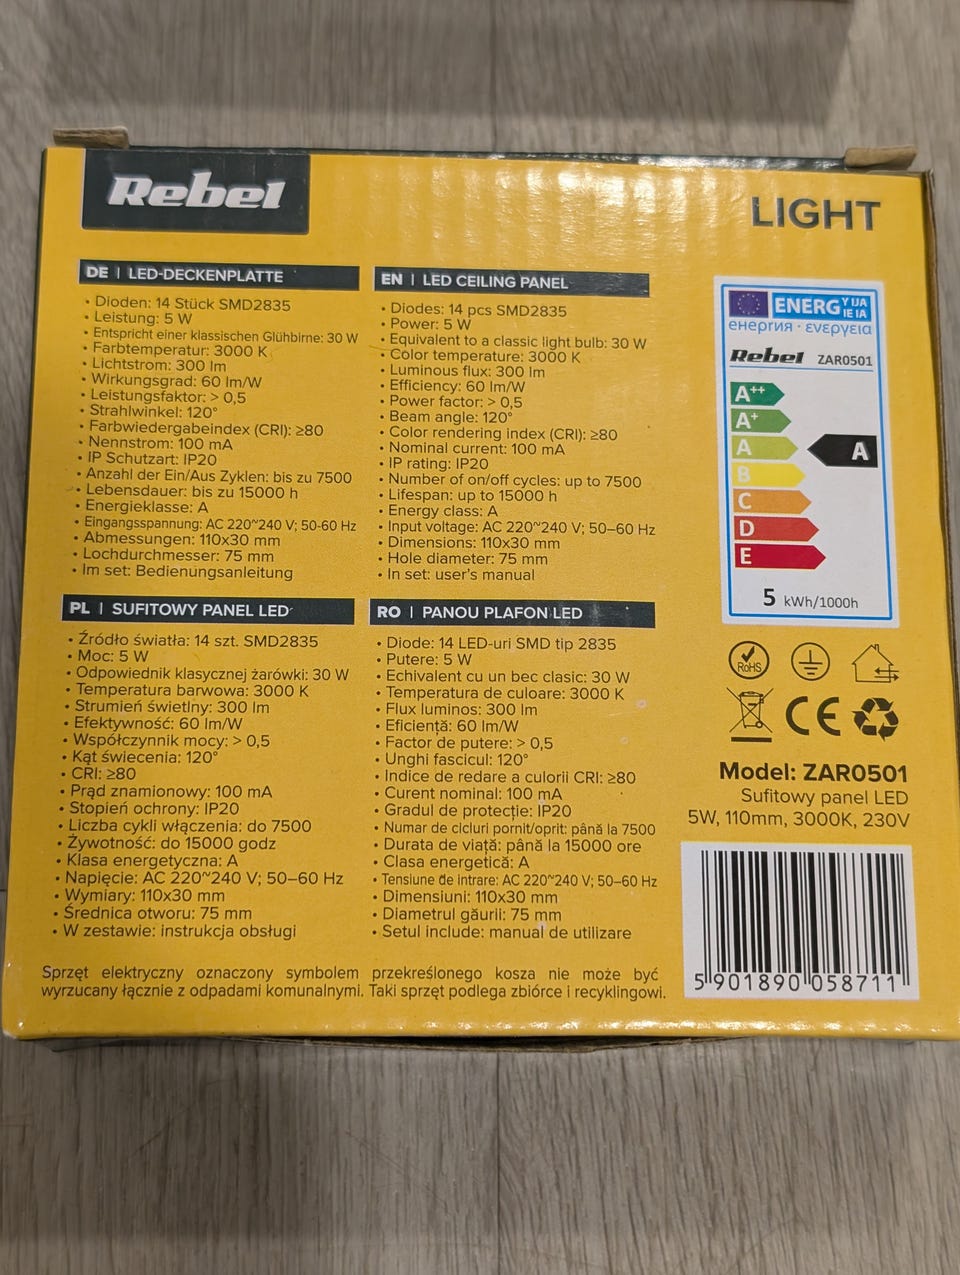 Rebel
LIGHT
DE | LED-DECKENPLATTE
• Dioden: 14 Stück SMD2835
• Leistung: 5 W
• Entspricht einer klassischen Glühbirne: 30 W
• Farbtemperatur: 3000 K
• Lichtstrom: 300 lm
• Wirkungsgrad: 60 lm/W
• Leistungsfaktor: > 0,5
• Strahlwinkel: 120°
• Farbwiedergabeindex (CRI): ≥80
• Nennstrom: 100 mA
• IP Schutzart: IP20
• Anzahl der Ein/Aus Zyklen: bis zu 7500
• Lebensdauer: bis zu 15000 h
• Energieklasse: A
• Eingangsspannung: AC 220~240 V; 50-60 Hz
• Abmessungen: 110x30 mm
• Lochdurchmesser: 75 mm
• Im set: Bedienungsanleitung
EN | LED CEILING PANEL
• Diodes: 14 pcs SMD2835
• Power: 5 W
• Equivalent to a classic light bulb: 30 W
• Color temperature: 3000 K
• Luminous flux: 300 lm
• Efficiency: 60 lm/W
• Power factor: > 0,5
• Beam angle: 120°
• Color rendering index (CRI): ≥80
• Nominal current: 100 mA
• IP rating: IP20
• Number of on/off cycles: up to 7500
• Lifespan: up to 15000 h
• Energy class: A
• Input voltage: AC 220~240 V; 50–60 Hz
• Dimensions: 110x30 mm
• Hole diameter: 75 mm
• In set: user's manual
PL | SUFITOWY PANEL LED
• Źródło światła: 14 szt. SMD2835
• Moc: 5 W
• Odpowiednik klasycznej żarówki: 30 W
• Temperatura barwowa: 3000 K
• Strumień świetlny: 300 lm
• Efektywność: 60 lm/W
• Współczynnik mocy: > 0,5
• Kąt świecenia: 120°
• CRI: ≥80
• Prąd znamionowy: 100 mA
• Stopień ochrony: IP20
• Liczba cykli włączenia: do 7500
• Żywotność: do 15000 godz
• Klasa energetyczna: A
• Napięcie: AC 220~240 V; 50–60 Hz
• Wymiary: 110x30 mm
• Średnica otworu: 75 mm
• W zestawie: instrukcja obsługi
RO | PANOU PLAFON LED
• Diode: 14 LED-uri SMD tip 2835
• Putere: 5 W
• Echivalent cu un bec clasic: 30 W
• Temperatura de culoare: 3000 K
• Flux luminos: 300 lm
• Eficiență: 60 lm/W
• Factor de putere: > 0,5
• Unghi fascicul: 120°
• Indice de redare a culorii CRI: ≥80
• Curent nominal: 100 mA
• Gradul de protecție: IP20
• Numar de cicluri pornit/oprit: până la 7500
• Durata de viață: până la 15000 ore
• Clasa energetică: A
• Tensiune de intrare: AC 220~240 V; 50–60 Hz
• Dimensiuni: 110x30 mm
• Diametrul găurii: 75 mm
• Setul include: manual de utilizare
Sprzęt elektryczny oznaczony symbolem przekreślonego kosza nie może być
wyrzucany łącznie z odpadami komunalnymi. Taki sprzęt podlega zbiórce i recyklingowi.
ENERG Y IJA
IE IA
енергия · ενεργεια
Rebel ZAR0501
A++
A+
A
A
B
C
D
E
5 kWh/1000h
RoHS
CE
Model: ZAR0501
Sufitowy panel LED
5W, 110mm, 3000K, 230V
5 901890 058711